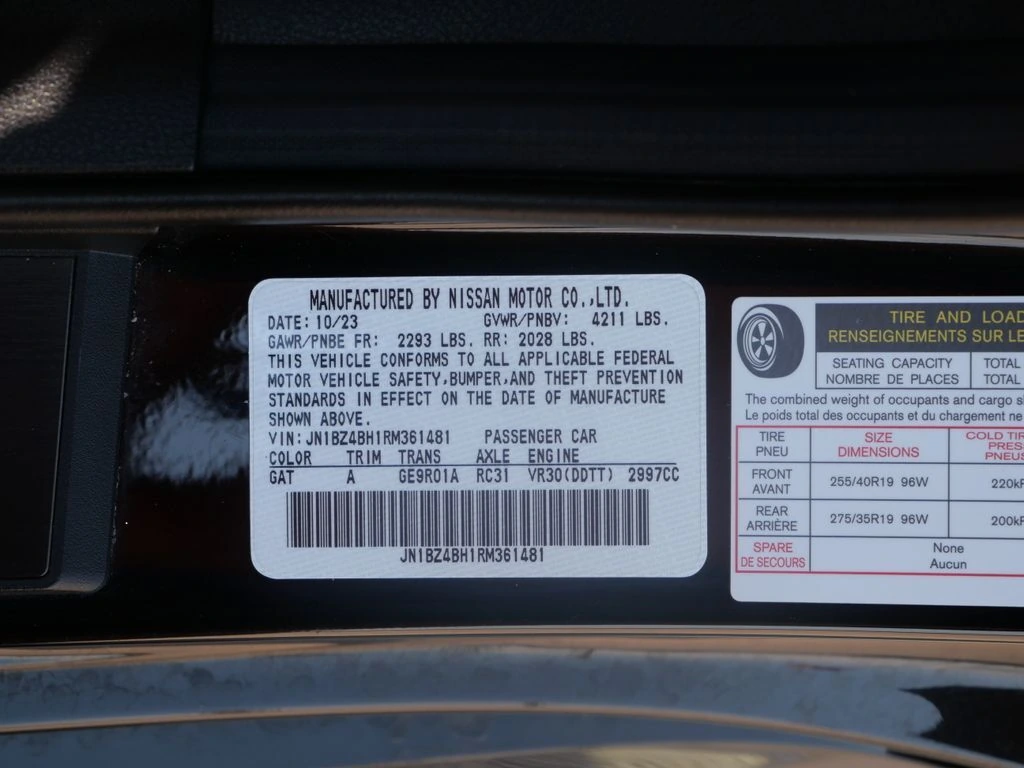 MANUFACTURED BY NISSAN MOTOR CO.,LTD.
DATE: 10/23 GVWR/PNBV: 4211 LBS.
GAWR/PNBE FR: 2293 LBS. RR: 2028 LBS.
THIS VEHICLE CONFORMS TO ALL APPLICABLE FEDERAL
MOTOR VEHICLE SAFETY,BUMPER,AND THEFT PREVENTION
STANDARDS IN EFFECT ON THE DATE OF MANUFACTURE
SHOWN ABOVE.
VIN: JN1BZ4BH1RM361481 PASSENGER CAR
COLOR TRIM TRANS AXLE ENGINE
GAT A GE9R01A RC31 VR30(DDTT) 2997CC
JN1BZ4BH1RM361481
TIRE AND LOAD
RENSEIGNEMENTS SUR LE
SEATING CAPACITY TOTAL
NOMBRE DE PLACES TOTAL
The combined weight of occupants and cargo s
Le poids total des occupants et du chargement ne
TIRE SIZE COLD TIR
PNEU DIMENSIONS PRES
PNEUS
FRONT
AVANT 255/40R19 96W 220k
REAR
ARRIÈRE 275/35R19 96W 200k
SPARE None
DE SECOURS Aucun